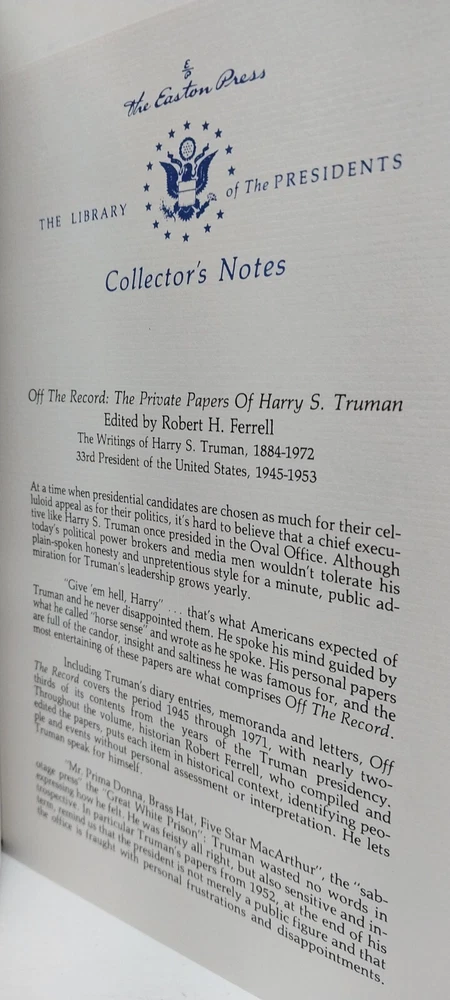 E/P
the Easton Press
THE LIBRARY of The PRESIDENTS
Collector's Notes
Off The Record: The Private Papers Of Harry S. Truman
Edited by Robert H. Ferrell
The Writings of Harry S. Truman, 1884-1972
33rd President of the United States, 1945-1953
At a time when presidential candidates are chosen as much for their cel-
luloid appeal as for their politics, it's hard to believe that a chief execu-
tive like Harry S. Truman once presided in the Oval Office. Although
today's political power brokers and media men wouldn't tolerate his
plain-spoken honesty and unpretentious style for a minute, public ad-
miration for Truman's leadership grows yearly.
"Give 'em hell, Harry" . . . that's what Americans expected of
Truman and he never disappointed them. He spoke his mind guided by
what he called "horse sense" and wrote as he spoke. His personal papers
are full of the candor, insight and saltiness he was famous for, and the
most entertaining of these papers are what comprises Off The Record.
Including Truman's diary entries, memoranda and letters, Off
The Record covers the period 1945 through 1971, with nearly two-
thirds of its contents from the years of the Truman presidency.
Throughout the volume, historian Robert Ferrell, who compiled and
edited the papers, puts each item in historical context, identifying peo-
ple and events without personal assessment or interpretation. He lets
Truman speak for himself.
"Mr. Prima Donna, Brass Hat, Five Star MacArthur", the "sab-
otage press" the "Great White Prison"; Truman wasted no words in
expressing how he felt. He was feisty all right, but also sensitive and in-
trospective. In particular Truman's papers from 1952, at the end of his
term, remind us that the president is not merely a public figure and that
the office is fraught with personal frustrations and disappointments.